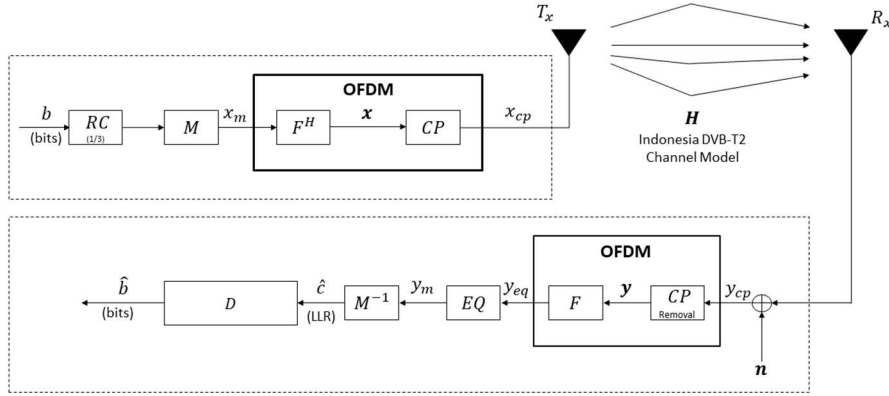 T_x
R_x
OFDM
b
(bits)
RC
(1/3)
M
x_m
F^H
x
CP
x_cp
H
Indonesia DVB-T2
Channel Model
OFDM
b̂
(bits)
D
ĉ
(LLR)
M^{-1}
y_m
EQ
y_eq
F
y
CP
Removal
y_cp
n